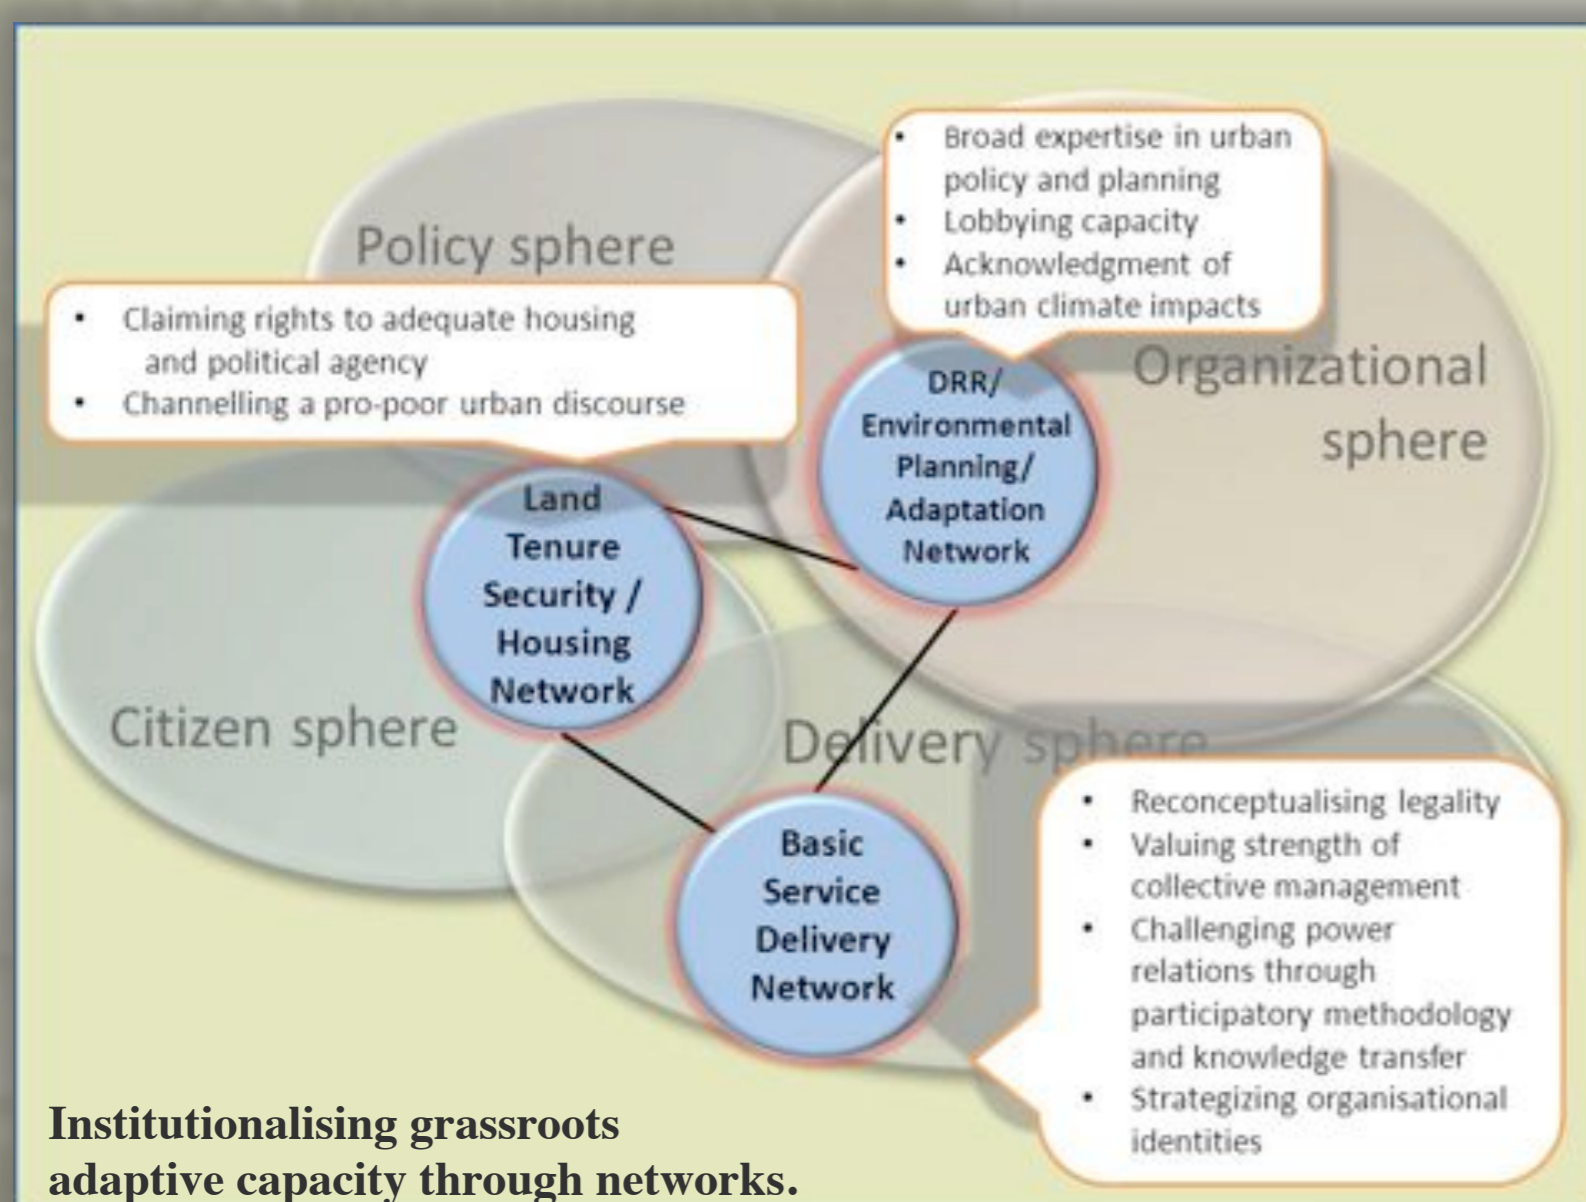 Policy sphere
• Broad expertise in urban
policy and planning
• Lobbying capacity
• Acknowledgment of
urban climate impacts
• Claiming rights to adequate housing
and political agency
• Channelling a pro-poor urban discourse
Organizational
sphere
DRR/
Environmental
Planning/
Adaptation
Network
Land
Tenure
Security /
Housing
Network
Citizen sphere
Delivery sphere
Basic
Service
Delivery
Network
• Reconceptualising legality
• Valuing strength of
collective management
• Challenging power
relations through
participatory methodology
and knowledge transfer
• Strategizing organisational
identities
Institutionalising grassroots
adaptive capacity through networks.